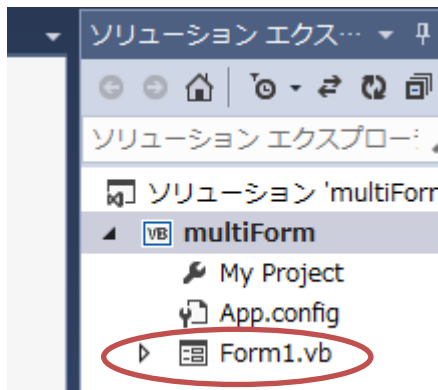 ソリューション エクス…
ソリューション エクスプロー
ソリューション 'multiForm
VB multiForm
My Project
App.config
Form1.vb